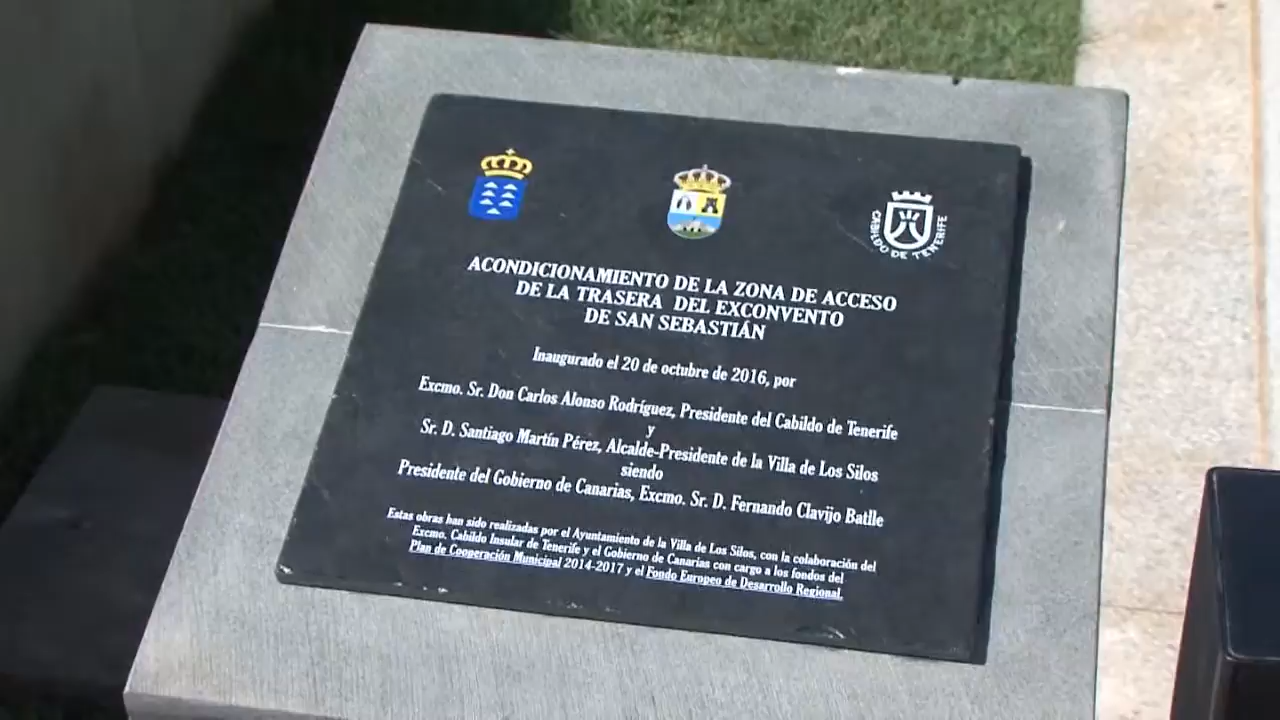 CABILDO DE TENERIFE
ACONDICIONAMIENTO DE LA ZONA DE ACCESO
DE LA TRASERA DEL EXCONVENTO
DE SAN SEBASTIÁN
Inaugurado el 20 de octubre de 2016, por
Excmo. Sr. Don Carlos Alonso Rodríguez, Presidente del Cabildo de Tenerife
y
Sr. D. Santiago Martín Pérez, Alcalde-Presidente de la Villa de Los Silos
siendo
Presidente del Gobierno de Canarias, Excmo. Sr. D. Fernando Clavijo Batlle
Estas obras han sido realizadas por el Ayuntamiento de la Villa de Los Silos, con la colaboración del
Excmo. Cabildo Insular de Tenerife y el Gobierno de Canarias con cargo a los fondos del
Plan de Cooperación Municipal 2014-2017 y el Fondo Europeo de Desarrollo Regional.